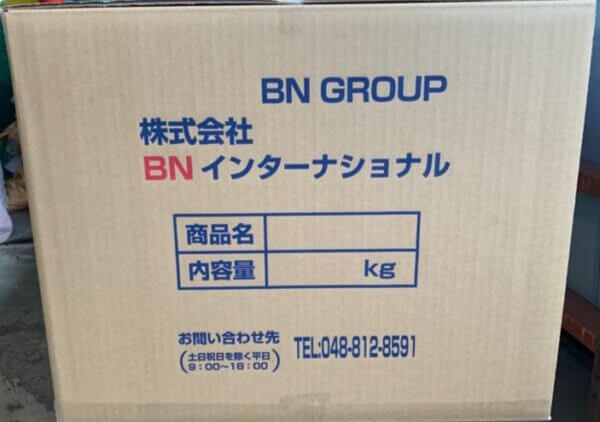 BN GROUP
株式会社
BN インターナショナル
商品名
内容量 kg
お問い合わせ先
(土日祝日を除く平日
9:00~18:00)
TEL:048-812-8591